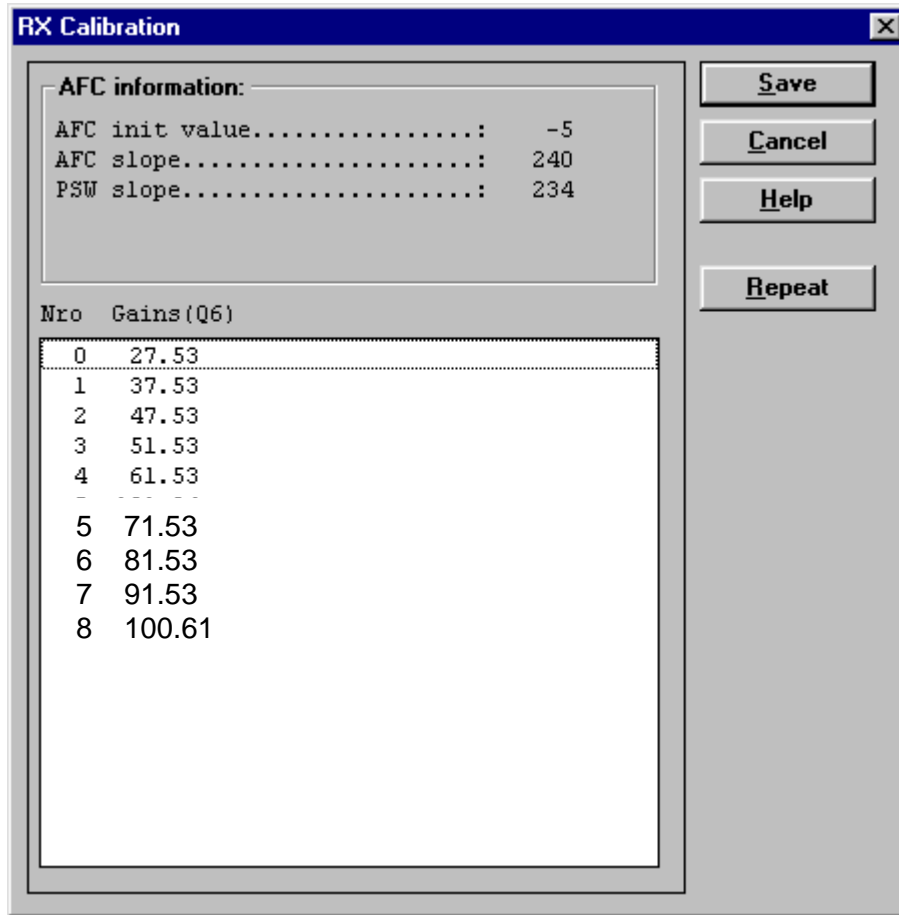 RX Calibration
AFC information:
AFC init value................: -5
AFC slope.....................: 240
PSW slope.....................: 234
Save
Cancel
Help
Repeat
Nro Gains(Q6)
0 27.53
1 37.53
2 47.53
3 51.53
4 61.53
5 71.53
6 81.53
7 91.53
8 100.61